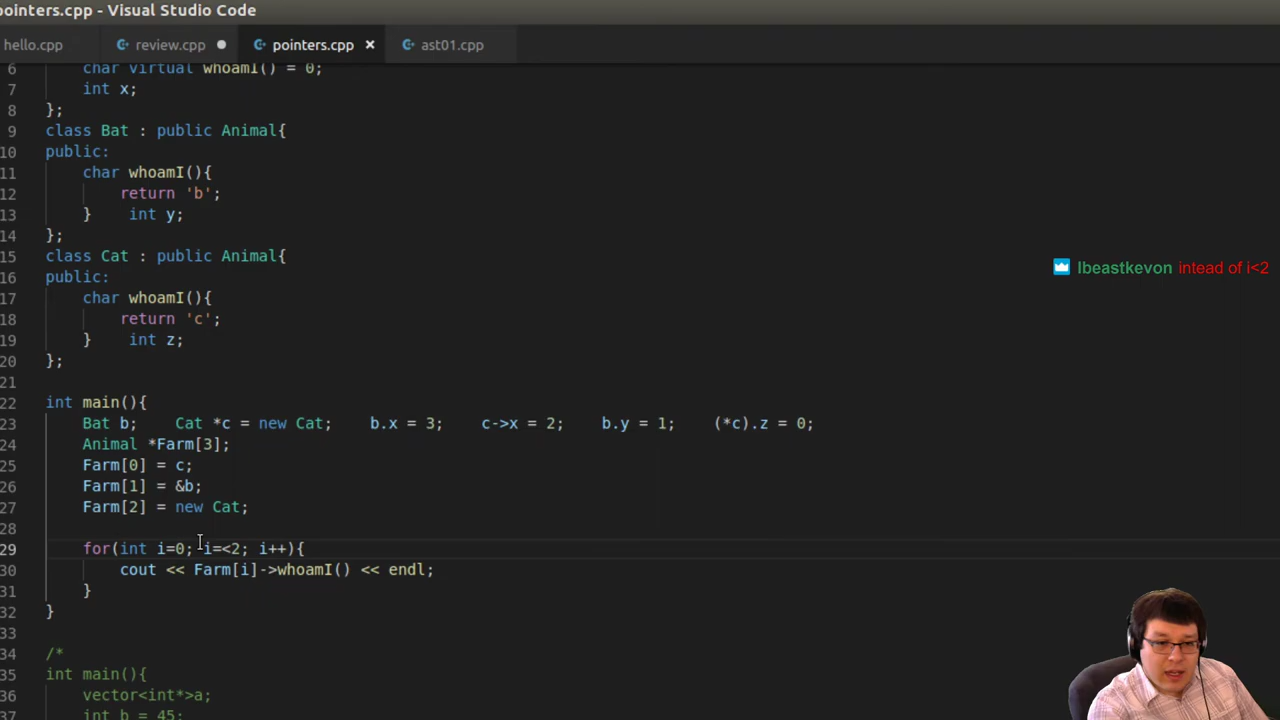 pointers.cpp - Visual Studio Code
hello.cpp review.cpp pointers.cpp × ast01.cpp
6 char virtual whoamI() = 0;
7 int x;
8 };
9 class Bat : public Animal{
10 public:
11 char whoamI(){
12 return 'b';
13 } int y;
14 };
15 class Cat : public Animal{
16 public:
17 char whoamI(){
18 return 'c';
19 } int z;
20 };
21
22 int main(){
23 Bat b; Cat *c = new Cat; b.x = 3; c->x = 2; b.y = 1; (*c).z = 0;
24 Animal *Farm[3];
25 Farm[0] = c;
26 Farm[1] = &b;
27 Farm[2] = new Cat;
28
29 for(int i=0; i=<2; i++){
30 cout << Farm[i]->whoamI() << endl;
31 }
32 }
33
34 /*
35 int main(){
36 vector<int*>a;
37 int b = 45;
Ibeastkevon intead of i<2